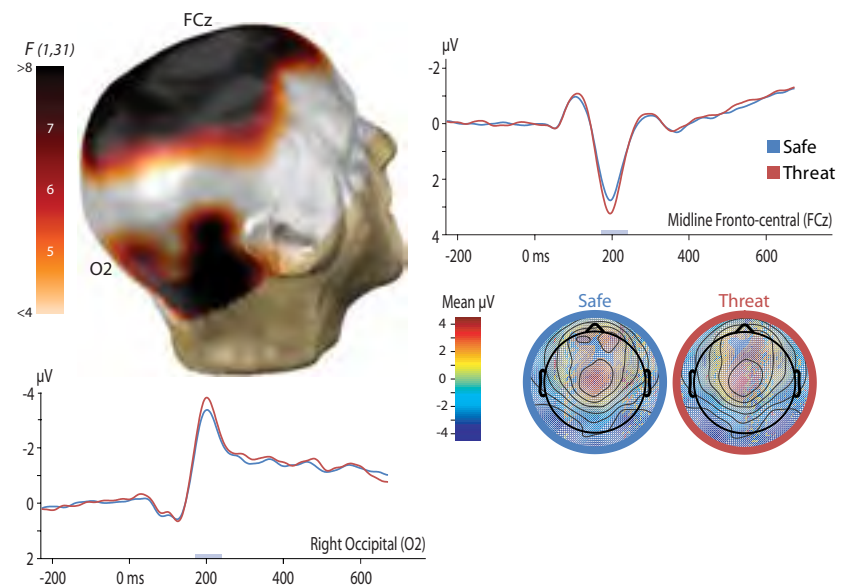 FCz
F (1,31)
>8
7
6
5
<4
O2
µV
-2
0
2
4
Safe
Threat
Midline Fronto-central (FCz)
-200
0 ms
200
400
600
Mean µV
4
2
0
-2
-4
Safe
Threat
µV
-4
-2
0
2
Right Occipital (O2)
-200
0 ms
200
400
600